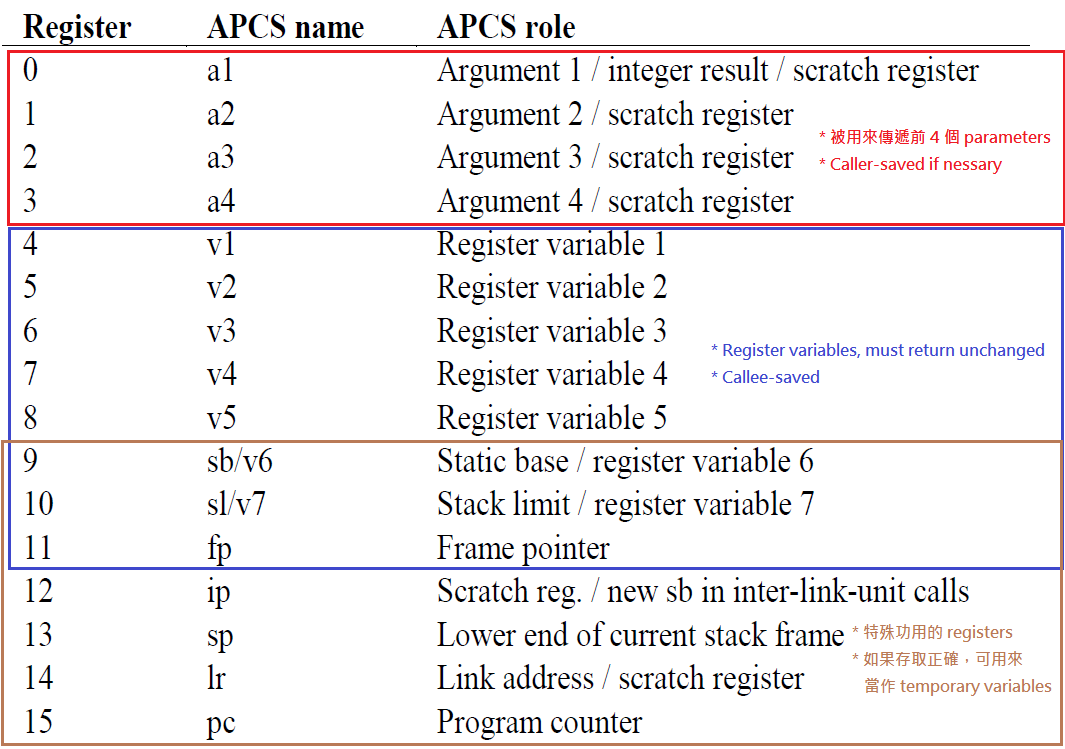 Register APCS name APCS role
0 a1 Argument 1 / integer result / scratch register
1 a2 Argument 2 / scratch register
* 被用來傳遞前 4 個 parameters
2 a3 Argument 3 / scratch register
* Caller-saved if nessary
3 a4 Argument 4 / scratch register
4 v1 Register variable 1
5 v2 Register variable 2
6 v3 Register variable 3
* Register variables, must return unchanged
7 v4 Register variable 4
* Callee-saved
8 v5 Register variable 5
9 sb/v6 Static base / register variable 6
10 sl/v7 Stack limit / register variable 7
11 fp Frame pointer
12 ip Scratch reg. / new sb in inter-link-unit calls
13 sp Lower end of current stack frame
* 特殊功用的 registers
* 如果存取正確，可用來
14 lr Link address / scratch register
當作 temporary variables
15 pc Program counter